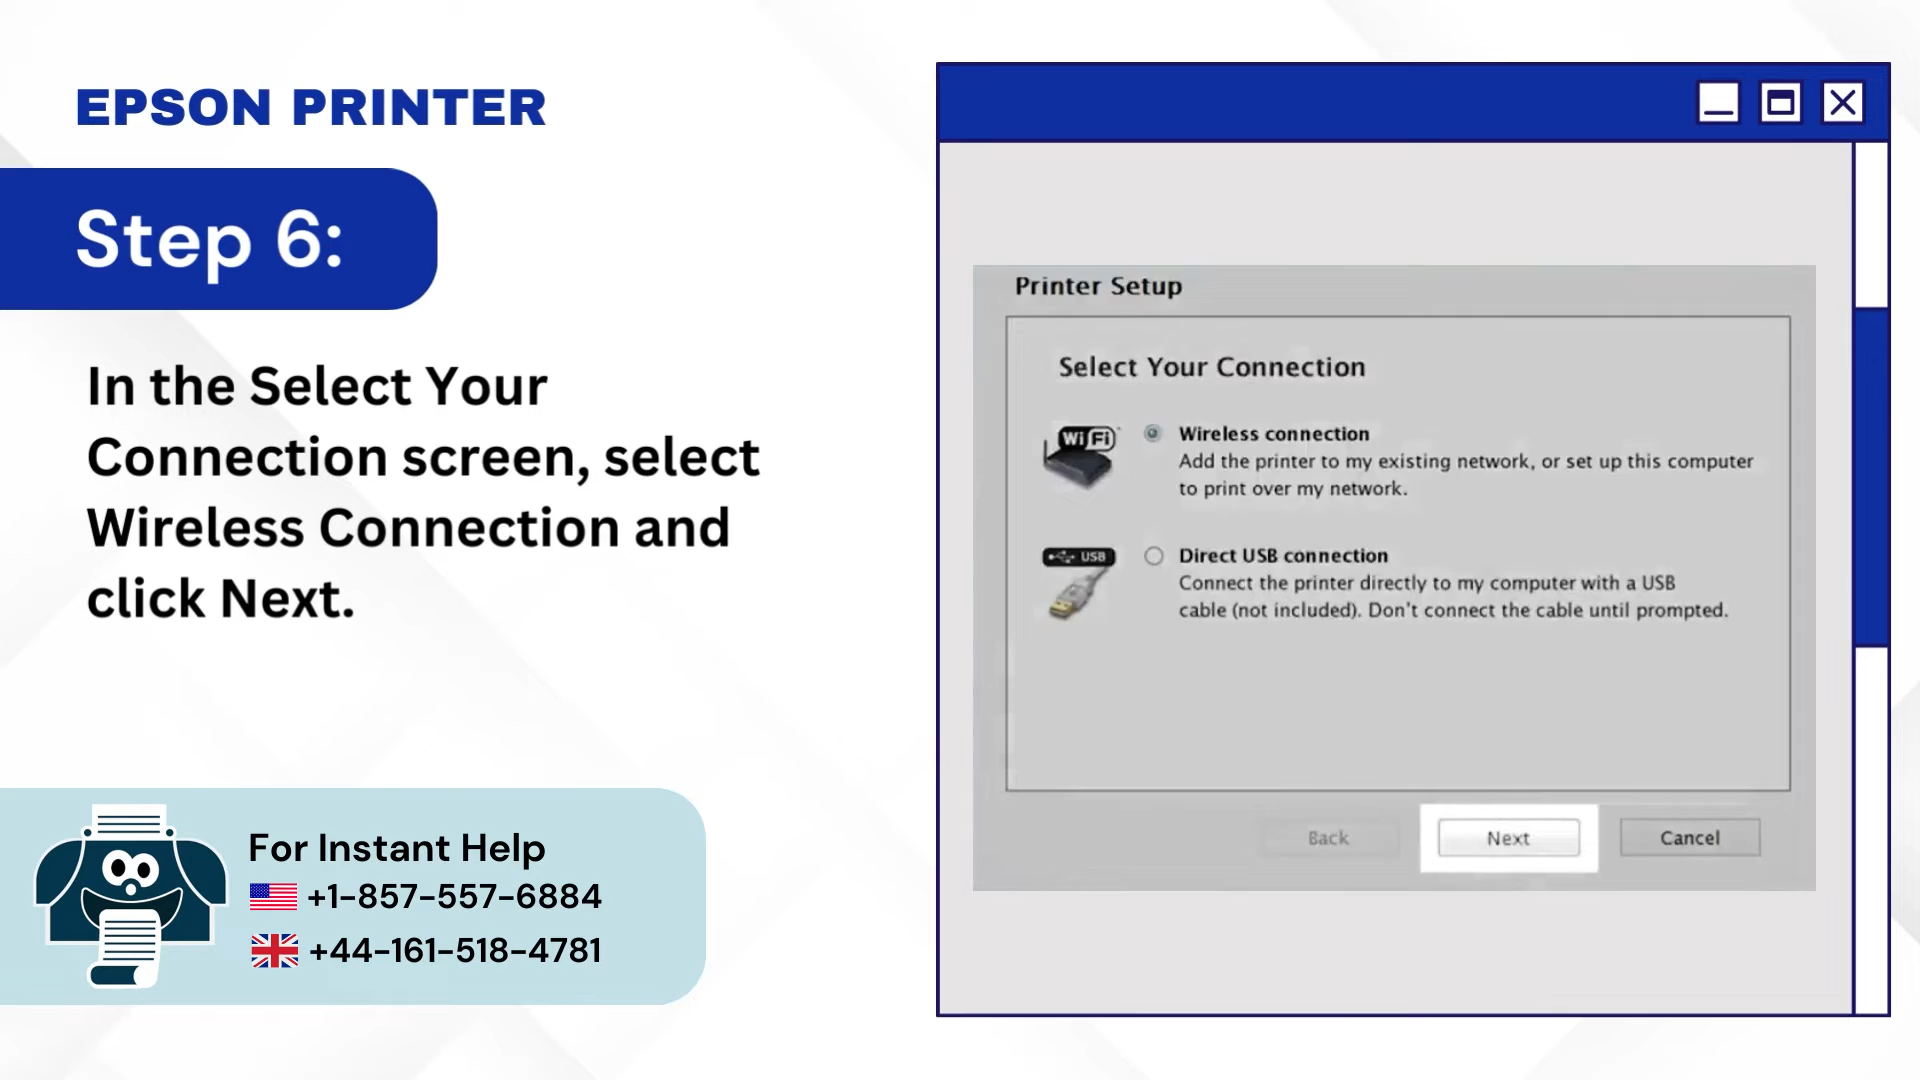 EPSON PRINTER
Step 6:
In the Select Your
Connection screen, select
Wireless Connection and
click Next.
For Instant Help
+1-857-557-6884
+44-161-518-4781
Printer Setup
Select Your Connection
Wi Fi
Wireless connection
Add the printer to my existing network, or set up this computer
to print over my network.
USB
Direct USB connection
Connect the printer directly to my computer with a USB
cable (not included). Don't connect the cable until prompted.
Back
Next
Cancel